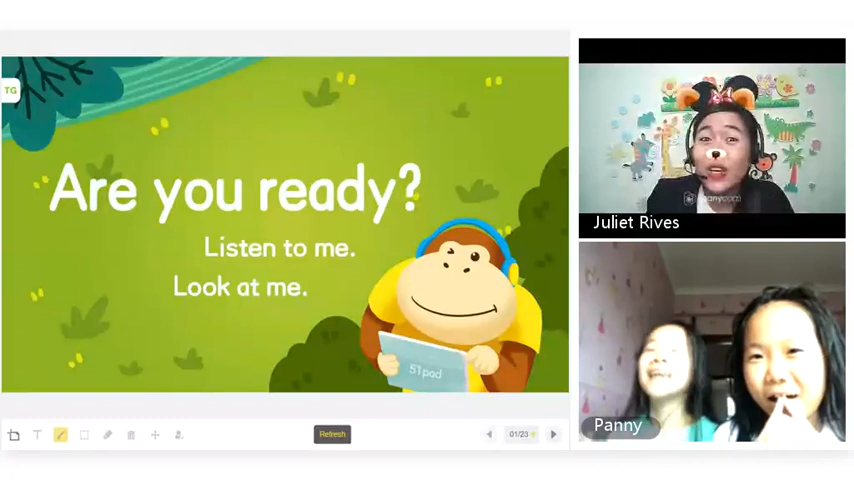 TG
Are you ready?
Listen to me.
Look at me.
51pad
Refresh
01/23
Juliet Rives
Panny